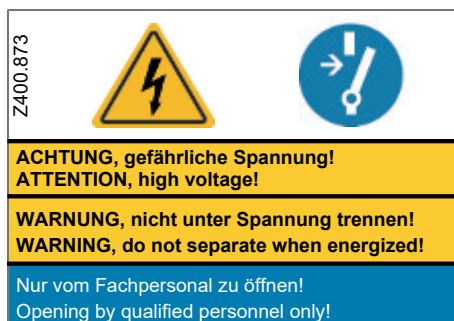 Z400.873
ACHTUNG, gefährliche Spannung!
ATTENTION, high voltage!
WARNUNG, nicht unter Spannung trennen!
WARNING, do not separate when energized!
Nur vom Fachpersonal zu öffnen!
Opening by qualified personnel only!